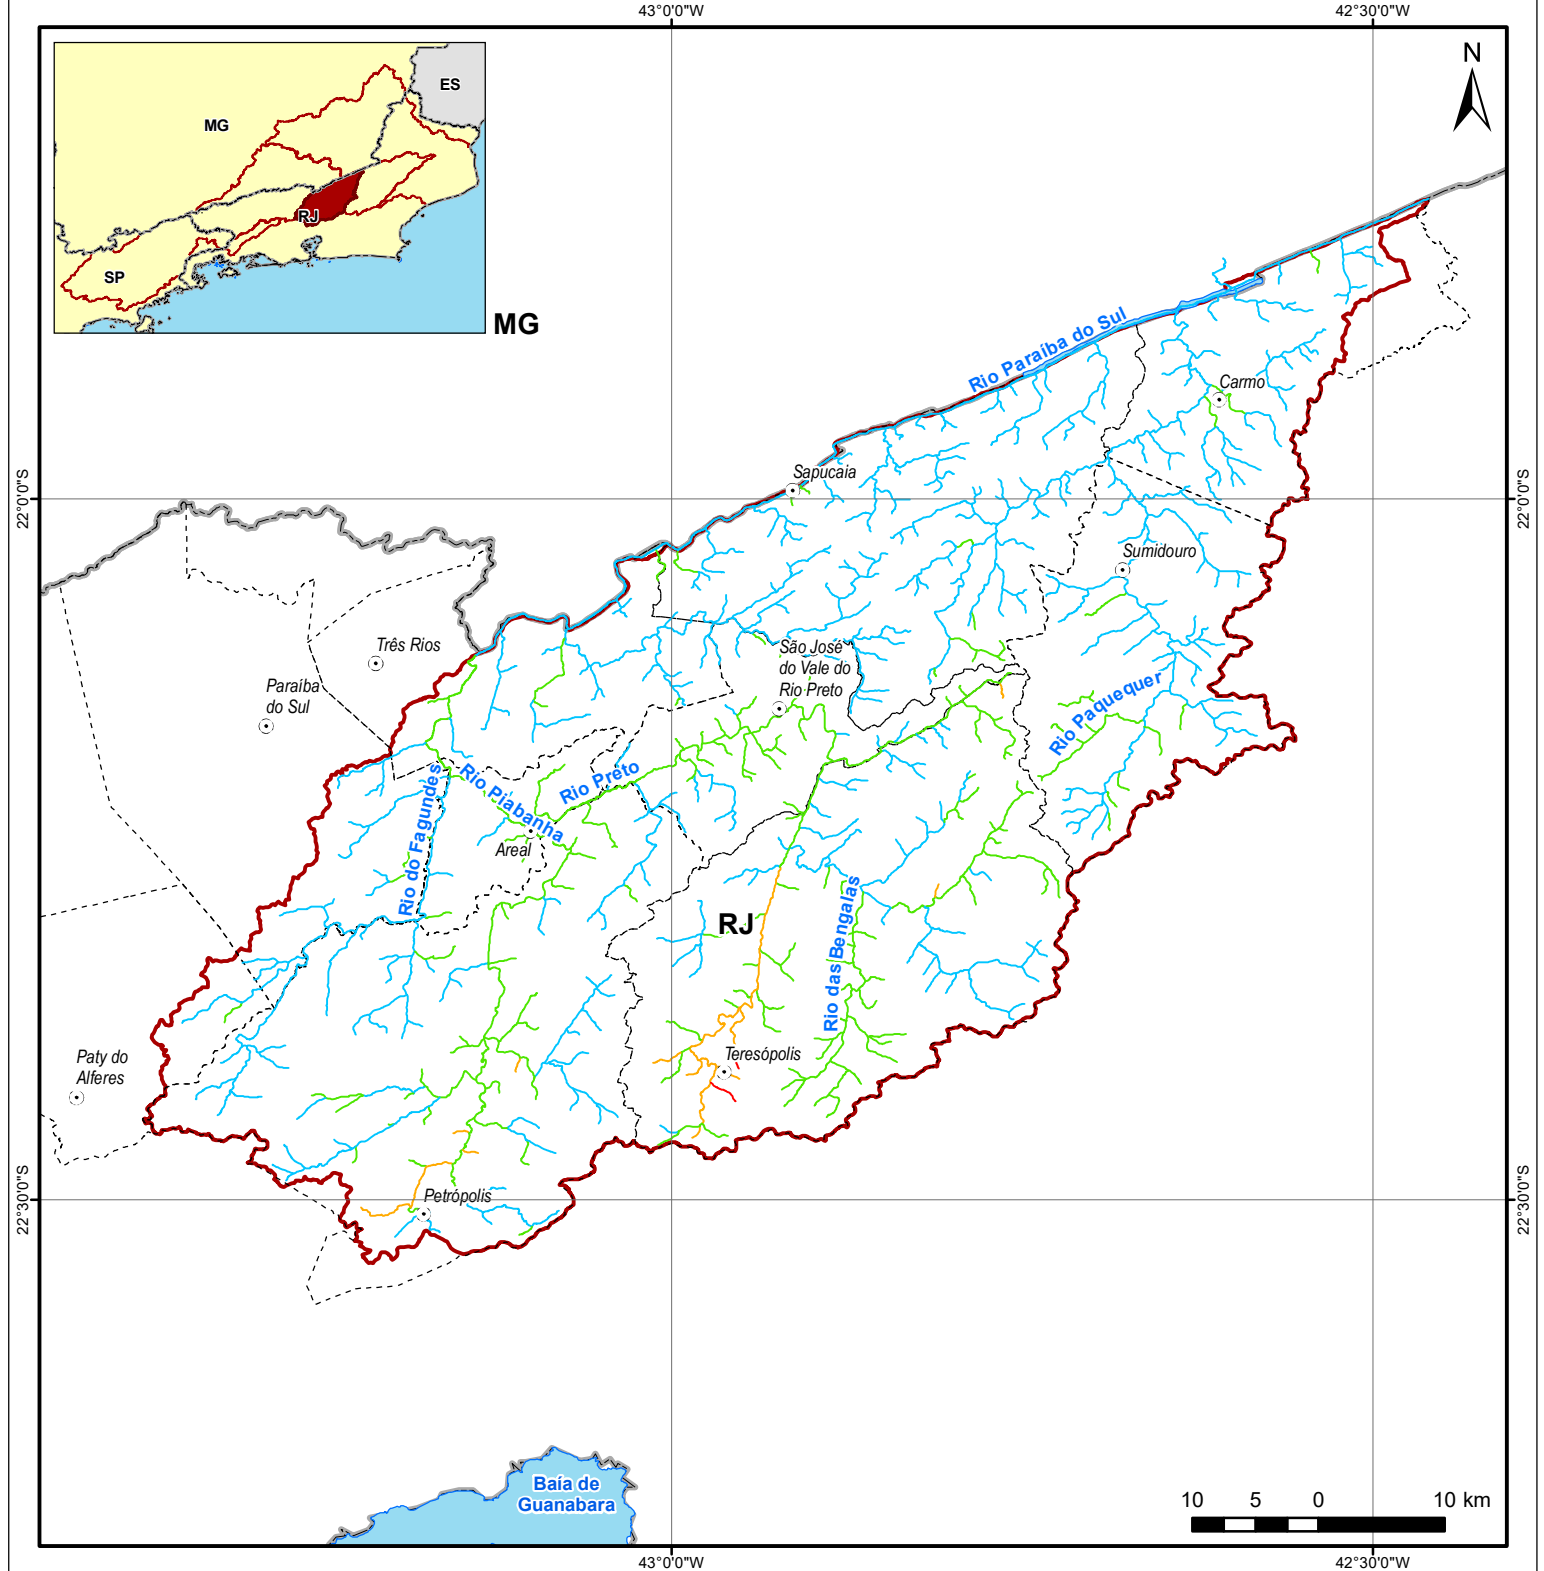 43°0'0"W
42°30'0"W
ES
MG
RJ
SP
MG
N
Rio Paraíba do Sul
Carmo
Sapucaia
22°0'0"S
22°0'0"S
Sumidouro
Três Rios
São José
do Vale do
Rio Preto
Paraíba
do Sul
Rio Paquequer
Rio Piabanha
Rio Preto
Rio do Fagundes
Areal
RJ
Rio das Bengalas
Teresópolis
Paty do
Alferes
Petrópolis
22°30'0"S
22°30'0"S
Baía de
Guanabara
10 5 0 10 km
43°0'0"W
42°30'0"W